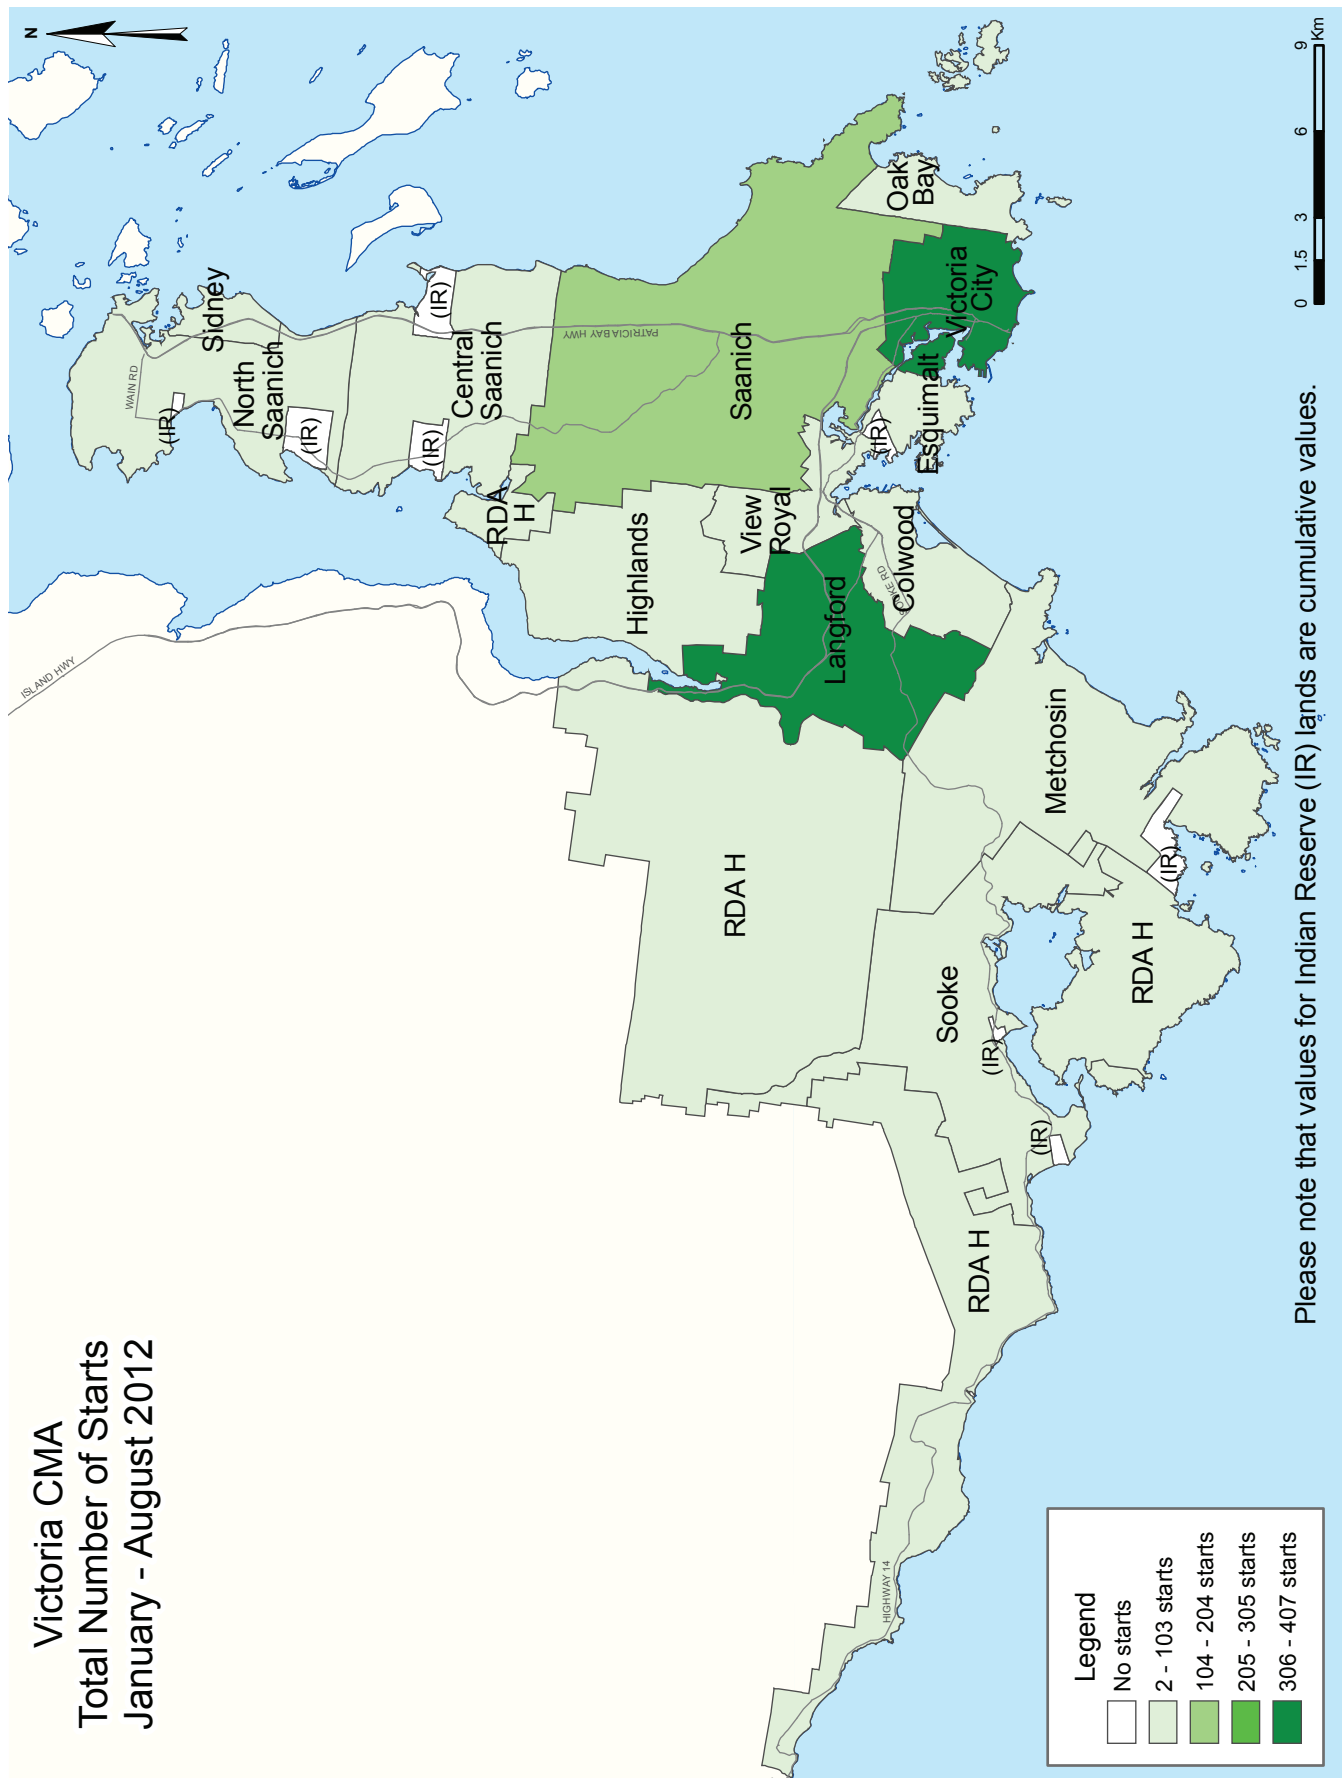 Victoria CMA
Total Number of Starts
January - August 2012
N
ISLAND HWY
WAIN RD
(IR)
Sidney
North
Saanich
(IR)
(IR)
(IR)
Central
Saanich
RDA
H
PATRICIA BAY HWY
Highlands
Saanich
View
Royal
Oak
Bay
Victoria
City
Esquimalt
(IR)
Langford
SOOKE RD
Colwood
RDA H
Metchosin
Sooke
(IR)
(IR)
RDA H
(IR)
RDA H
HIGHWAY 14
Legend
No starts
2 - 103 starts
104 - 204 starts
205 - 305 starts
306 - 407 starts
0 1.5 3 6 9
Km
Please note that values for Indian Reserve (IR) lands are cumulative values.